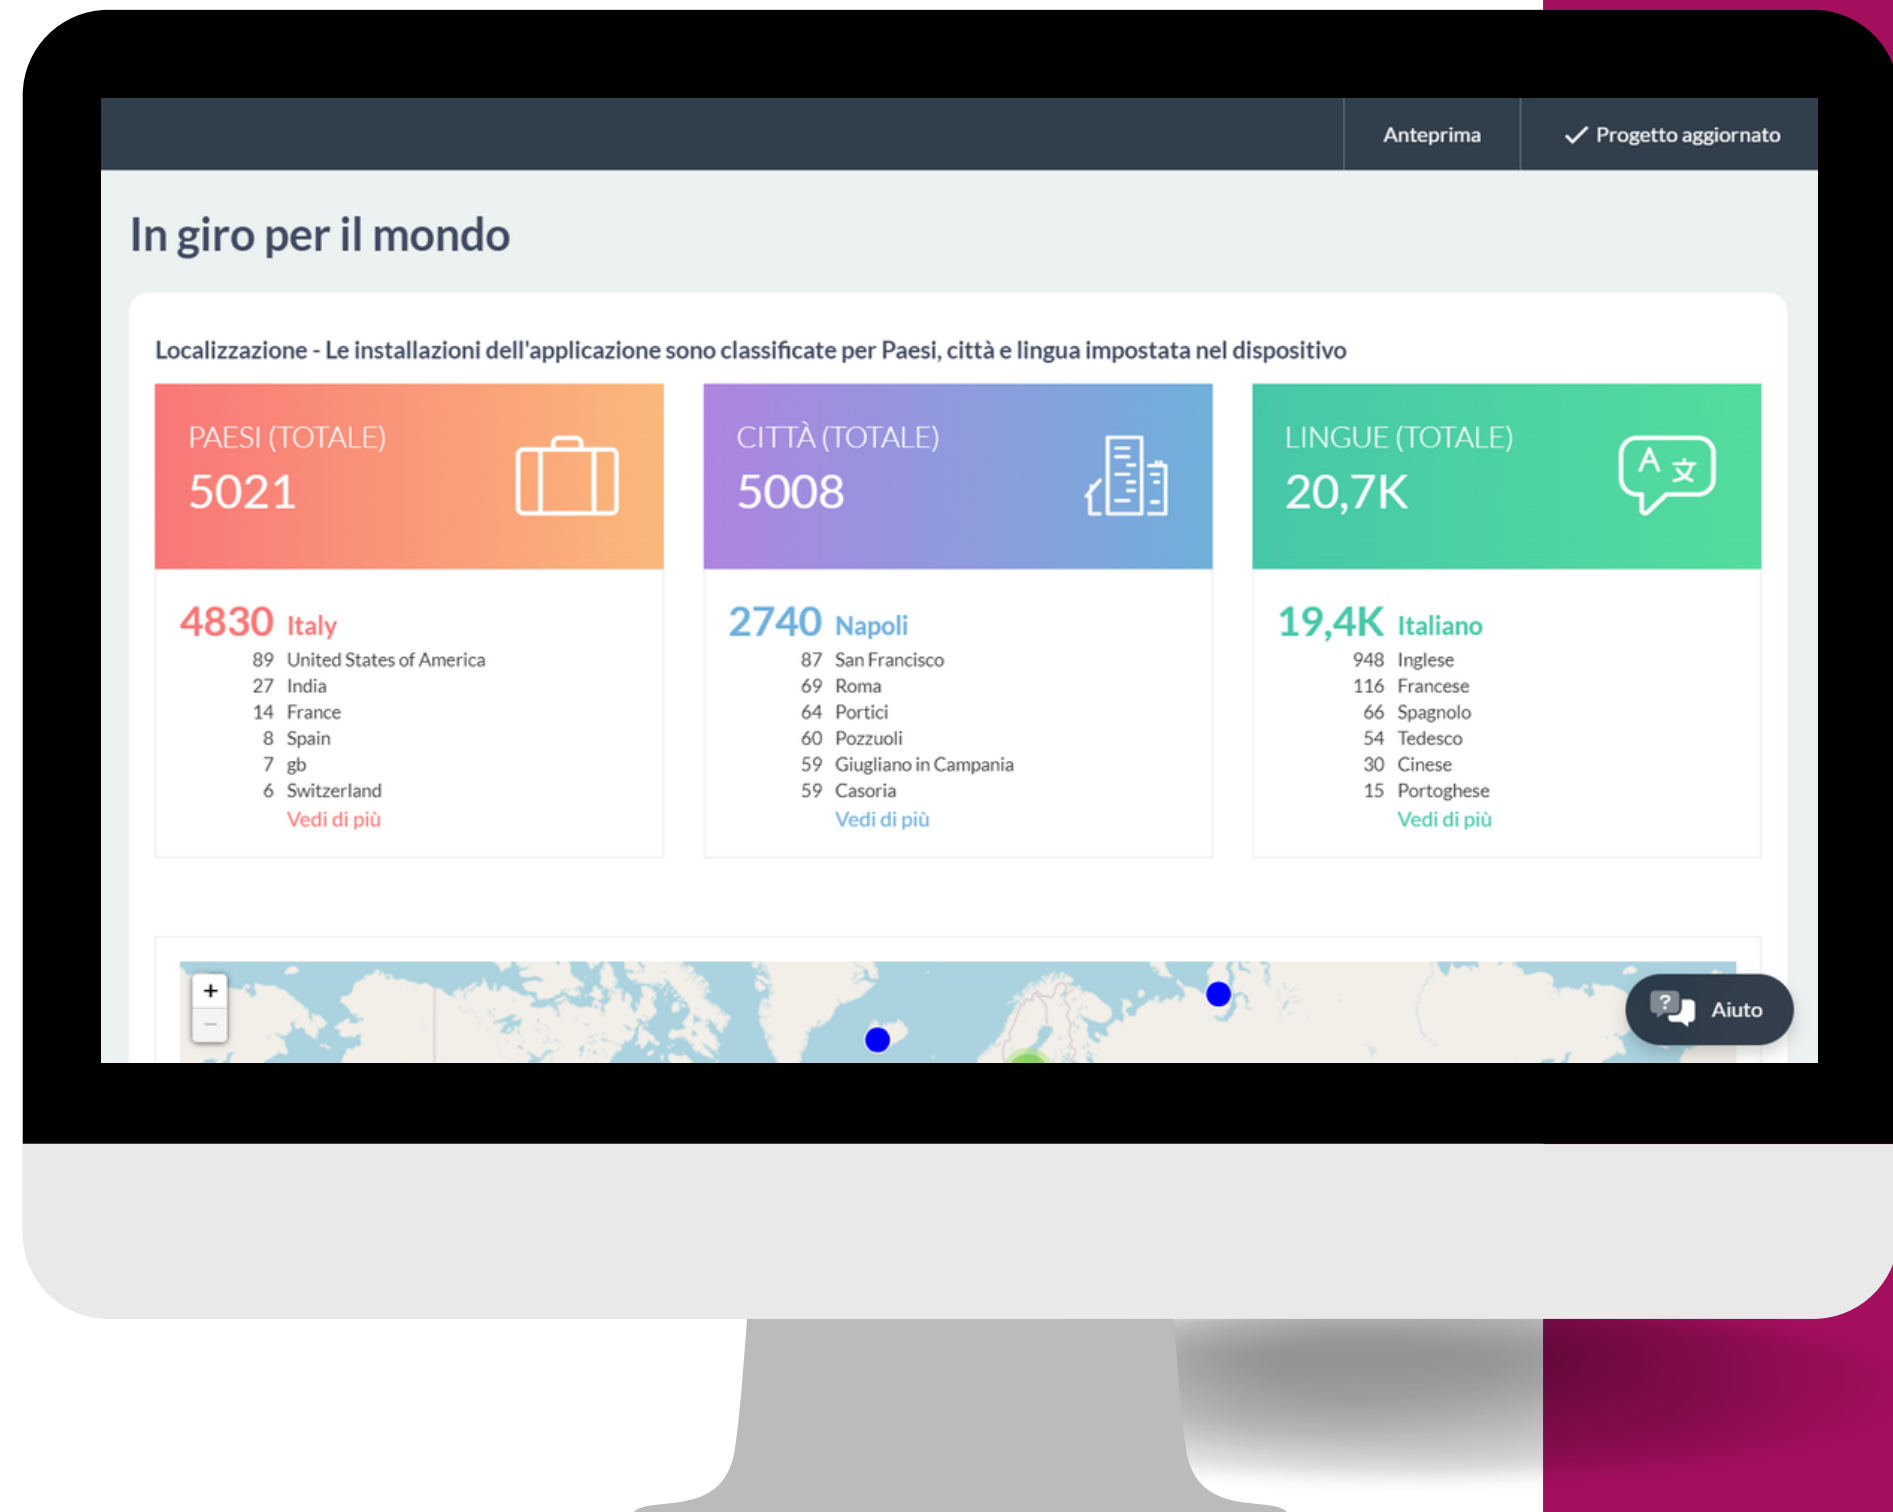 Anteprima
Progetto aggiornato
In giro per il mondo
Localizzazione - Le installazioni dell'applicazione sono classificate per Paesi, città e lingua impostata nel dispositivo
PAESI (TOTALE)
5021
4830 Italy
89 United States of America
27 India
14 France
8 Spain
7 gb
6 Switzerland
Vedi di più
CITTÀ (TOTALE)
5008
2740 Napoli
87 San Francisco
69 Roma
64 Portici
60 Pozzuoli
59 Giugliano in Campania
59 Casoria
Vedi di più
LINGUE (TOTALE)
20,7K
A 文
19,4K Italiano
948 Inglese
116 Francese
66 Spagnolo
54 Tedesco
30 Cinese
15 Portoghese
Vedi di più
+
−
? Aiuto